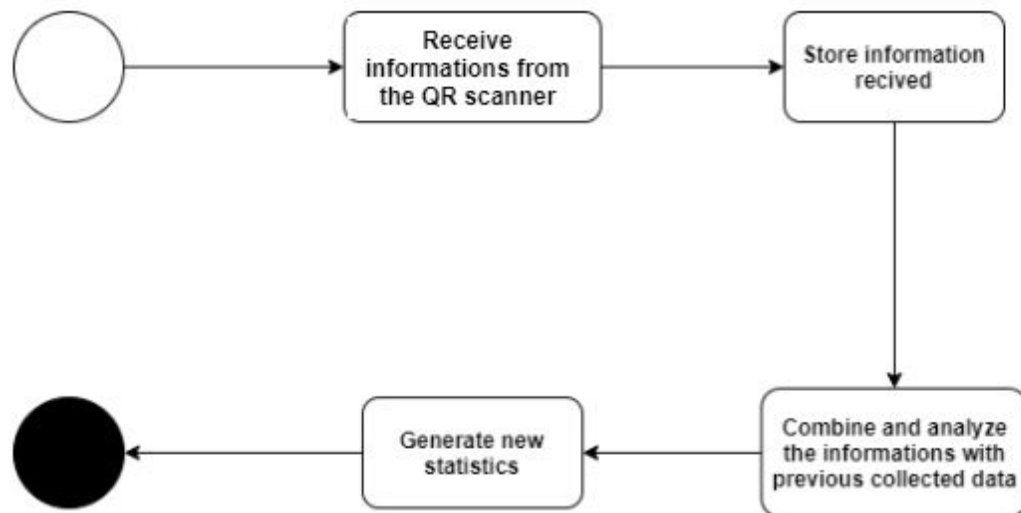 Receive
informations from
the QR scanner
Store information
recived
Combine and analyze
the informations with
previous collected data
Generate new
statistics